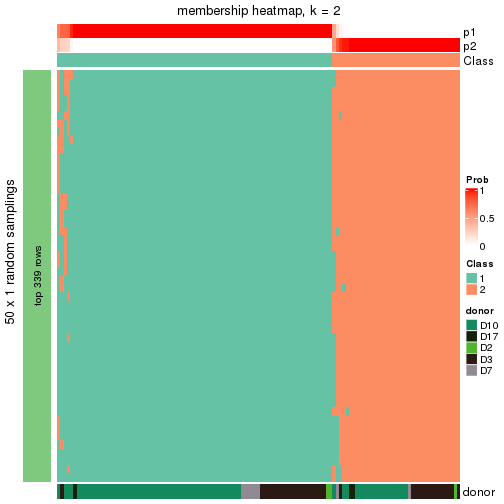 membership heatmap, k = 2
p1
p2
Class
50 x 1 random samplings
top 339 rows
Prob
1
0.5
0
Class
1
2
donor
D10
D17
D2
D3
D7
donor